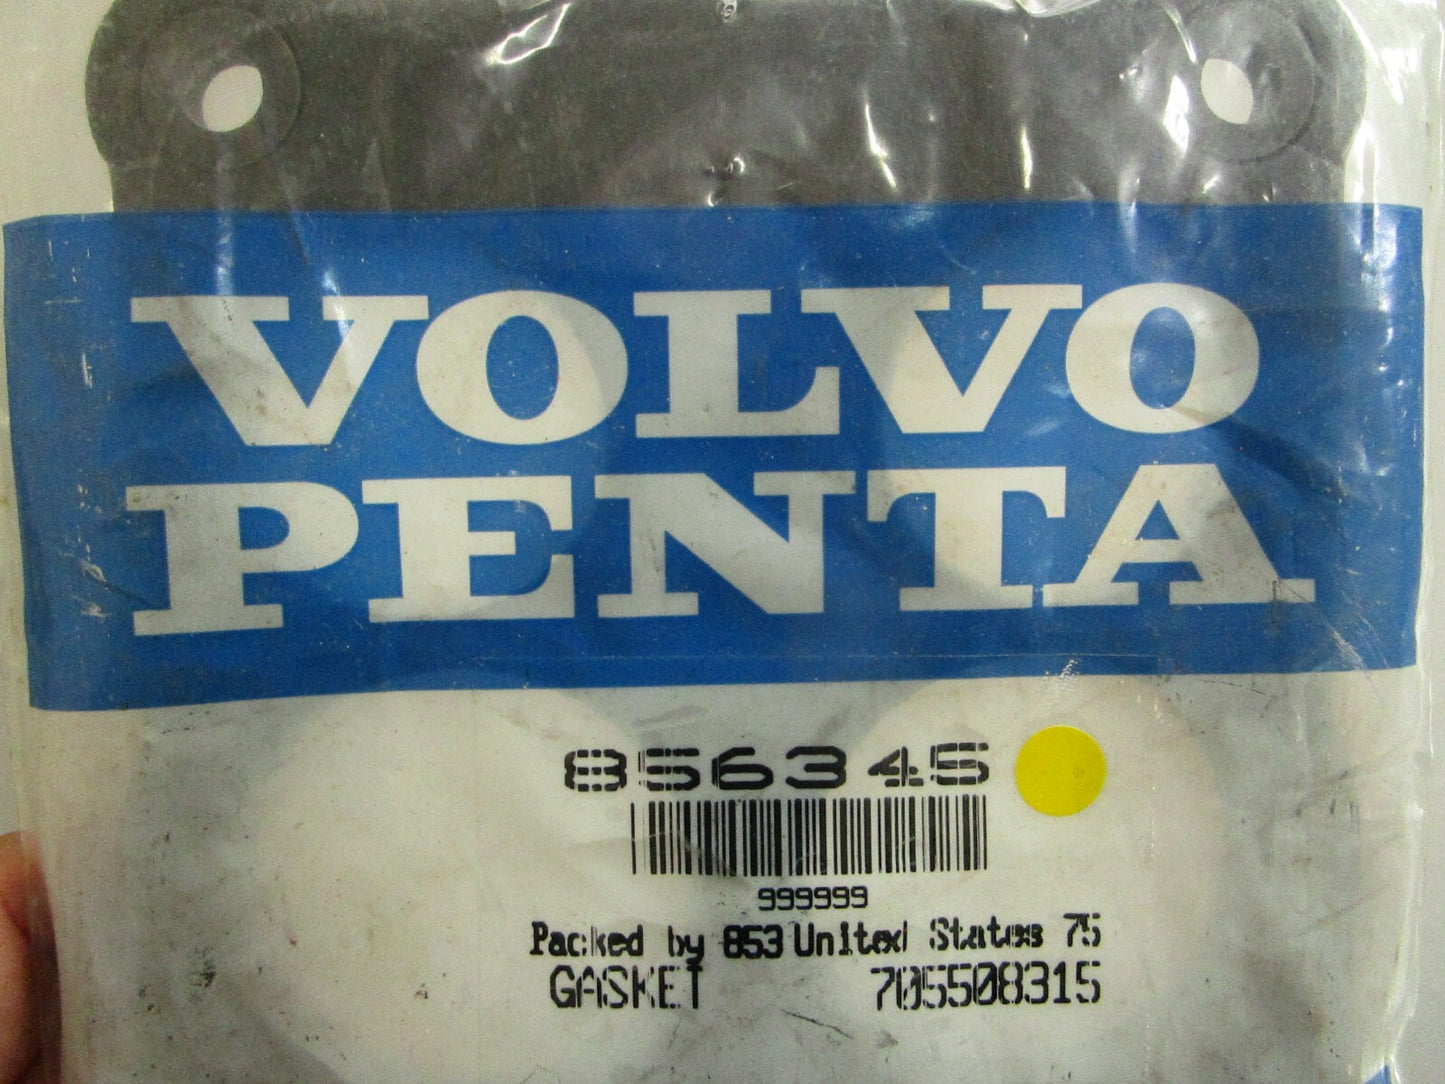 VOLVO
PENTA
856345
999999
Packed by 853 United States 75
GASKET 705508315